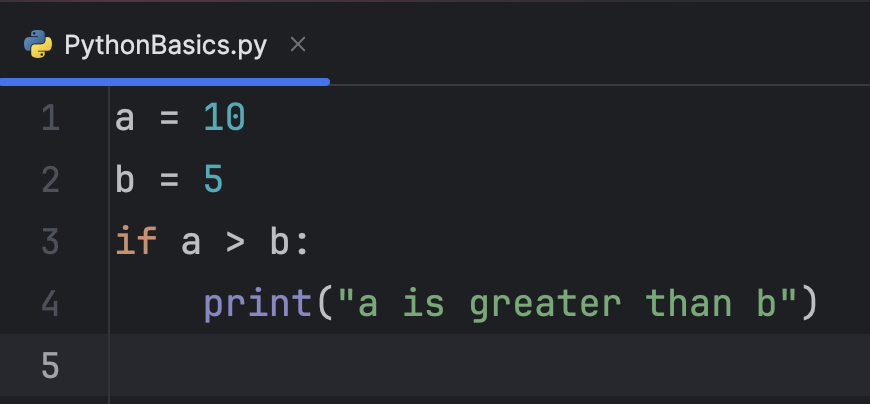 PythonBasics.py ×
1 a = 10
2 b = 5
3 if a > b:
4     print("a is greater than b")
5